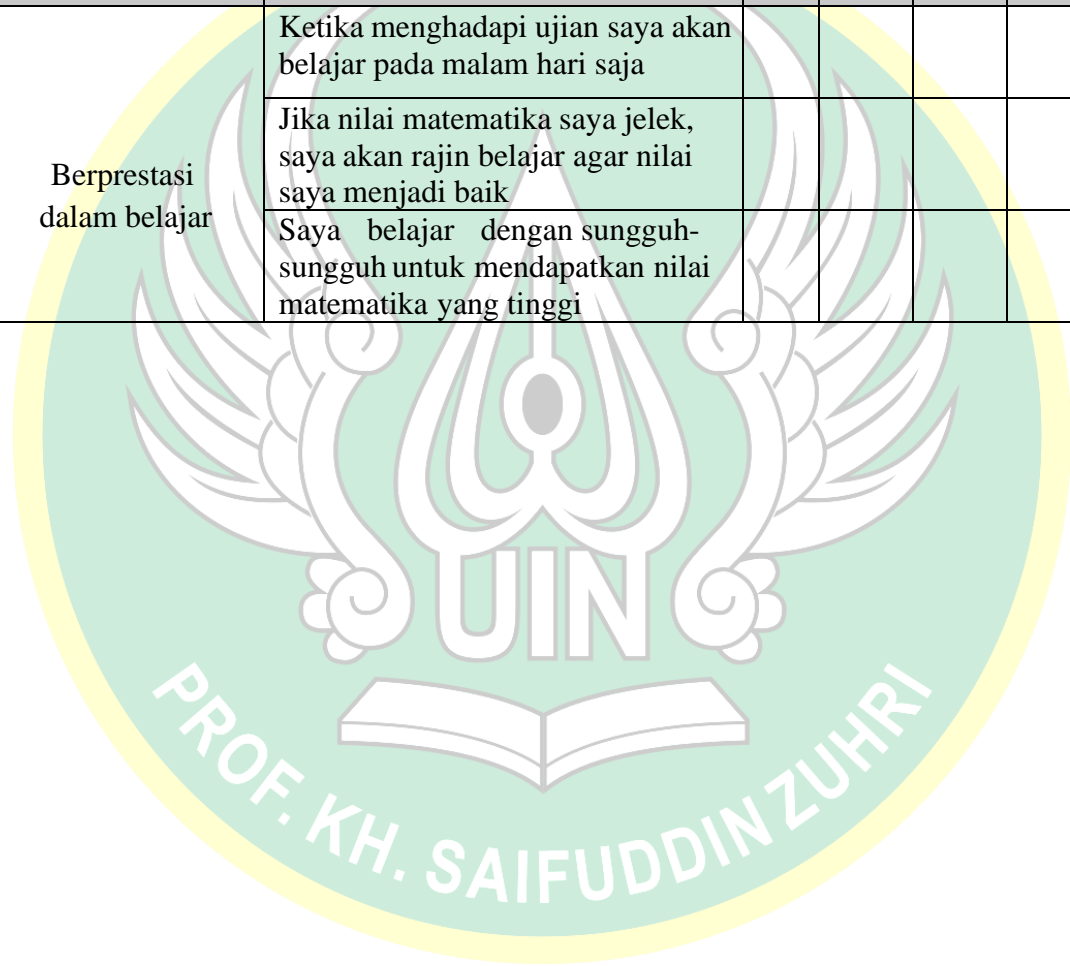 Ketika menghadapi ujian saya akan
belajar pada malam hari saja
Berprestasi
dalam belajar
Jika nilai matematika saya jelek,
saya akan rajin belajar agar nilai
saya menjadi baik
Saya belajar dengan sungguh-
sungguh untuk mendapatkan nilai
matematika yang tinggi
UIN
PROF. KH. SAIFUDDIN ZUHRI